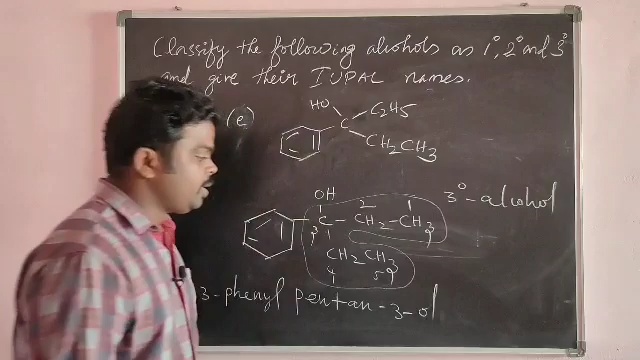 Classify the following alcohols as 1°, 2° and 3°
and give their IUPAL names.
(e)
HO C2H5
C
CH2CH3
OH
3°-alcohol
2 1
C - CH2 - CH3
3
CH2CH3
4 5
3-phenyl pentan-3-ol